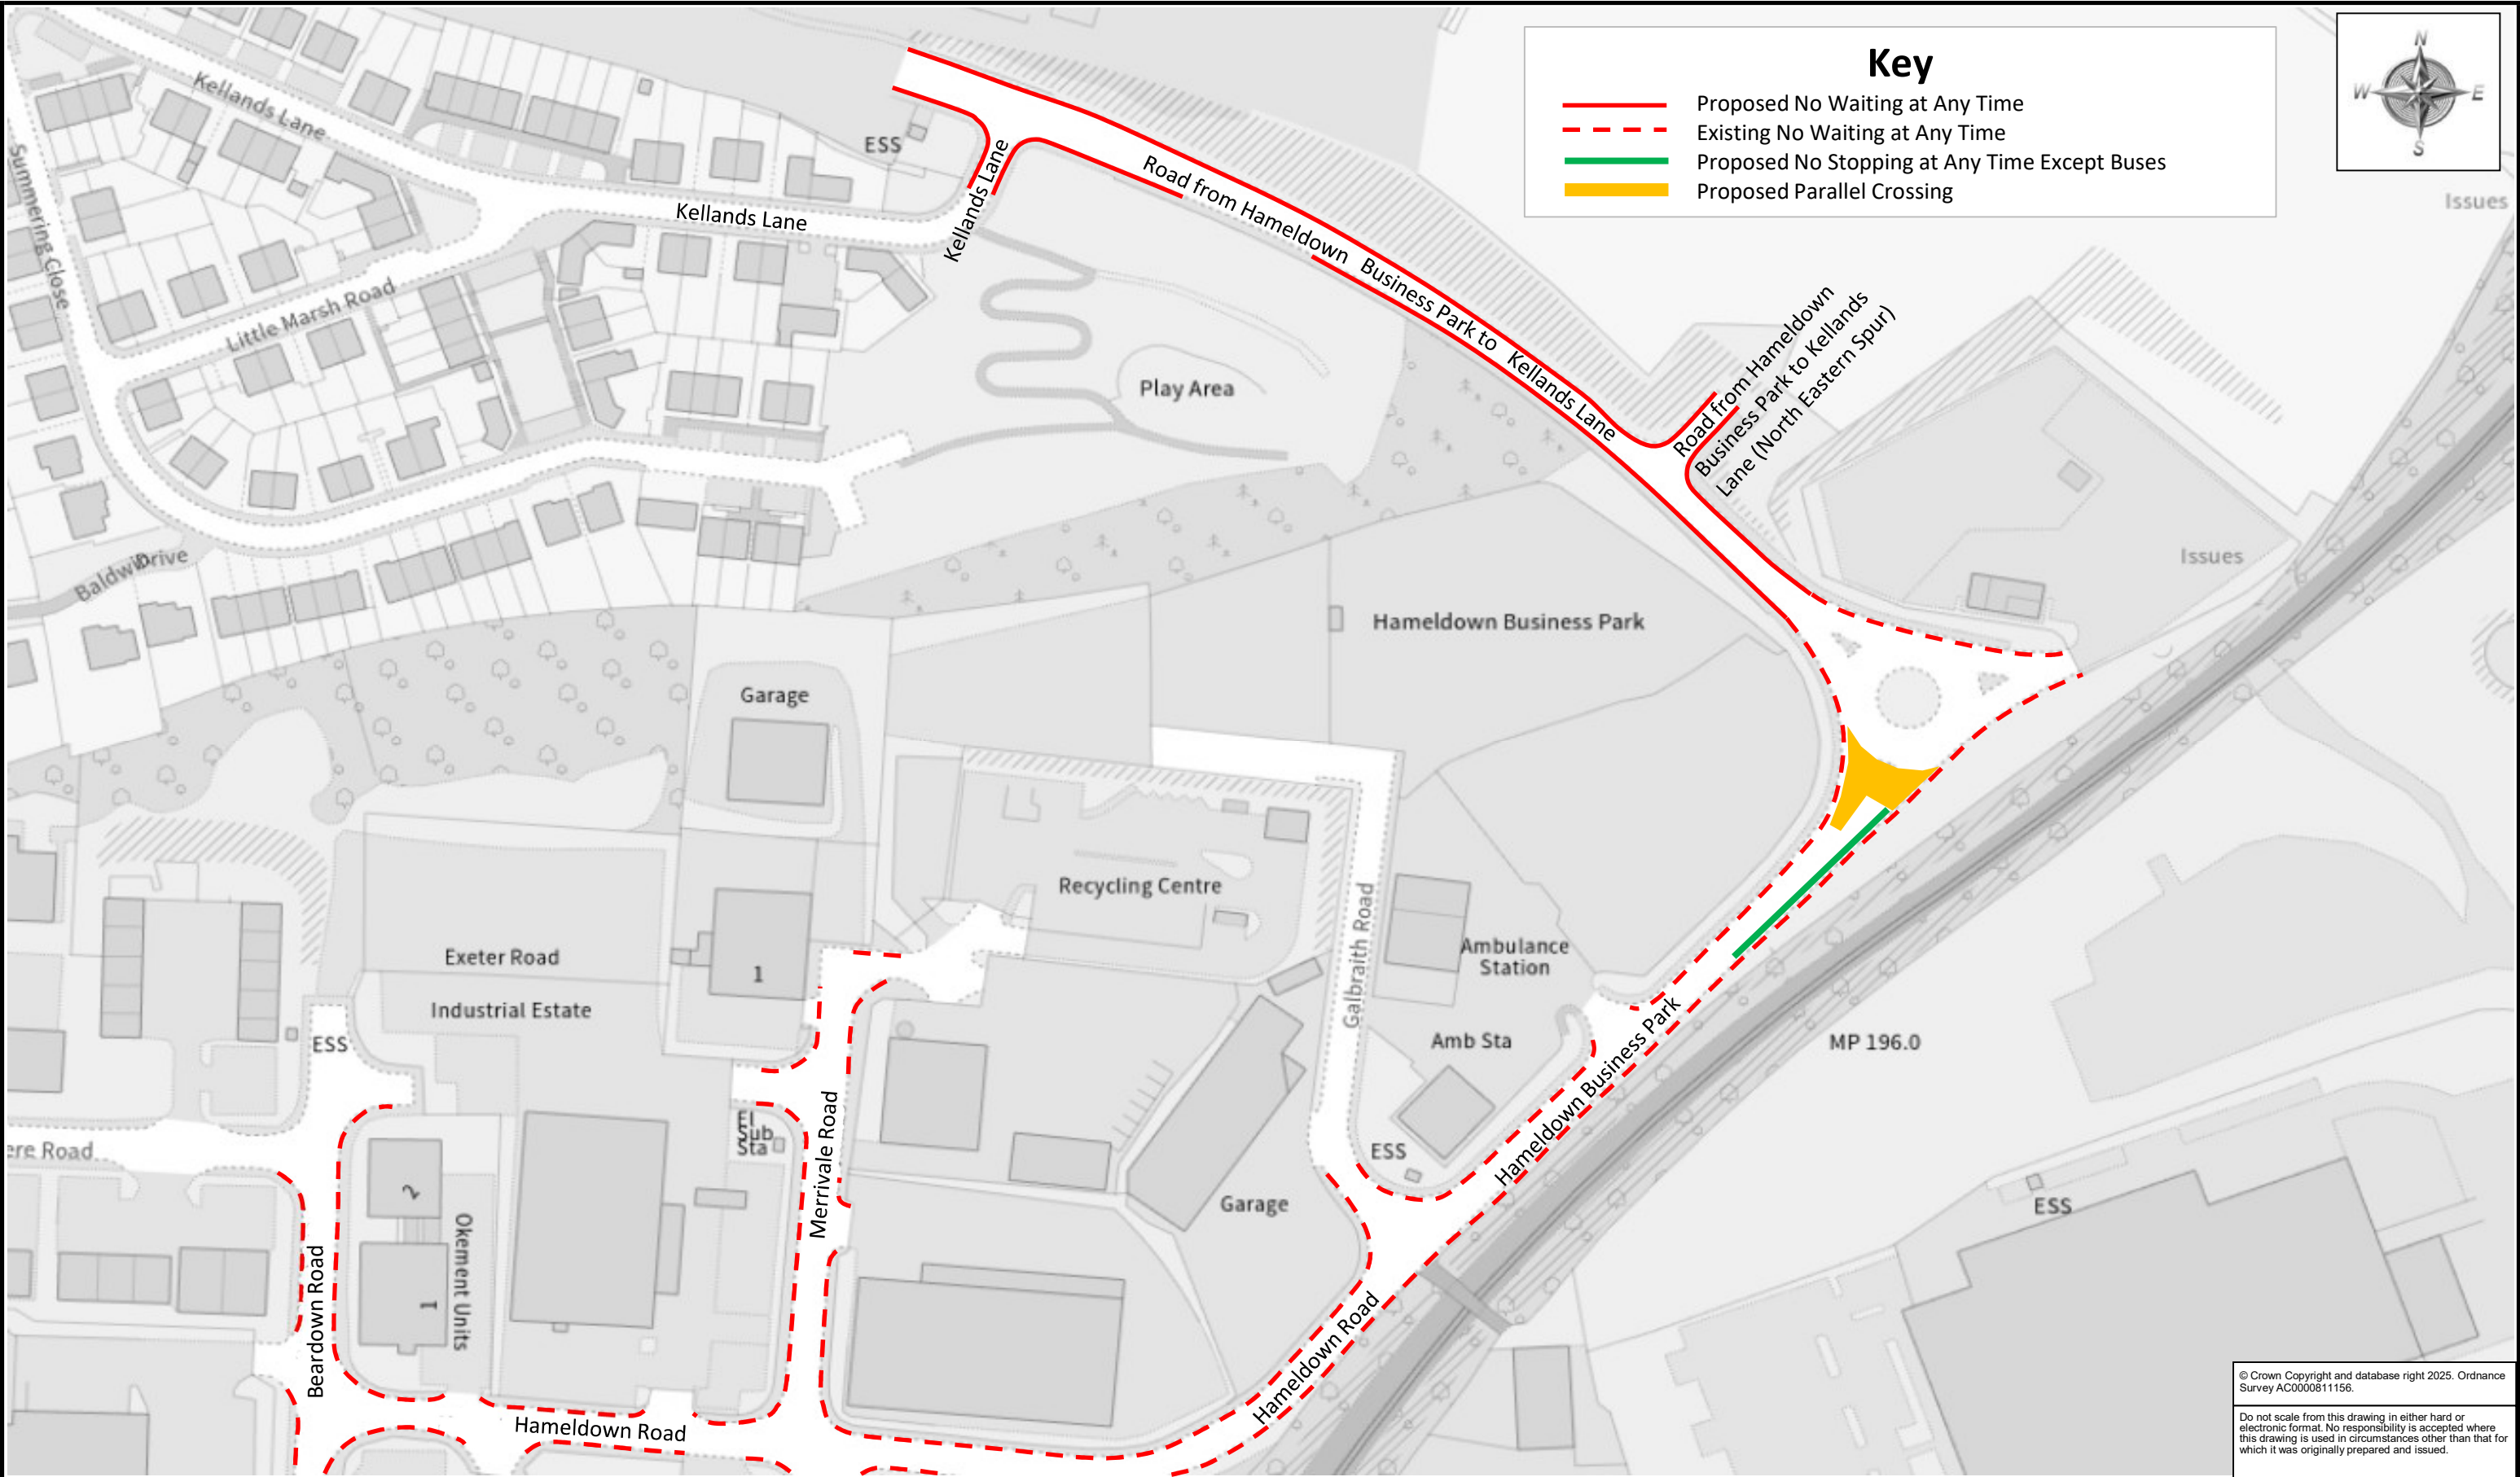 Key
Proposed No Waiting at Any Time
Existing No Waiting at Any Time
Proposed No Stopping at Any Time Except Buses
Proposed Parallel Crossing
N
W E
S
Issues
Kellands Lane
Summering Close
ESS
Kellands Lane
Kellands Lane
Road from Hameldown Business Park to Kellands Lane
Little Marsh Road
Play Area
Road from Hameldown
Business Park to Kellands
Lane (North Eastern Spur)
Issues
Baldwin Drive
Hameldown Business Park
Garage
Recycling Centre
Exeter Road
Industrial Estate
1
Galbraith Road
Ambulance
Station
Amb Sta
MP 196.0
ESS
Hameldown Business Park
El
Sub
Sta
Merrivale Road
ere Road
ESS
Garage
ESS
2
1
Okement Units
Beardown Road
Hameldown Road
Hameldown Road
© Crown Copyright and database right 2025. Ordnance
Survey AC0000811156.
Do not scale from this drawing in either hard or
electronic format. No responsibility is accepted where
this drawing is used in circumstances other than that for
which it was originally prepared and issued.